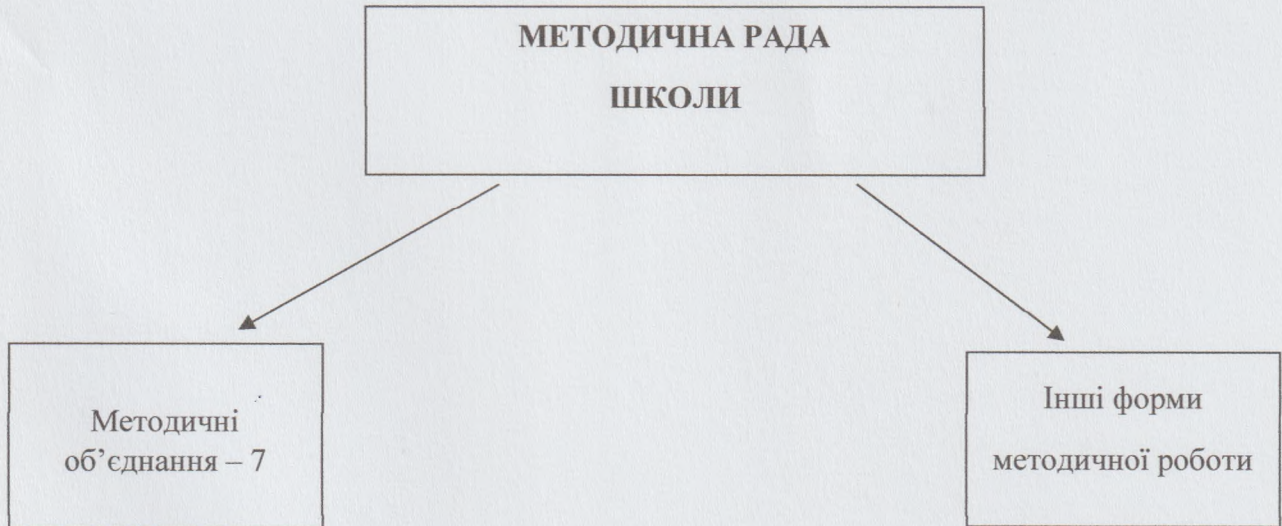 МЕТОДИЧНА РАДА
ШКОЛИ
Методичні
об’єднання – 7
Інші форми
методичної роботи